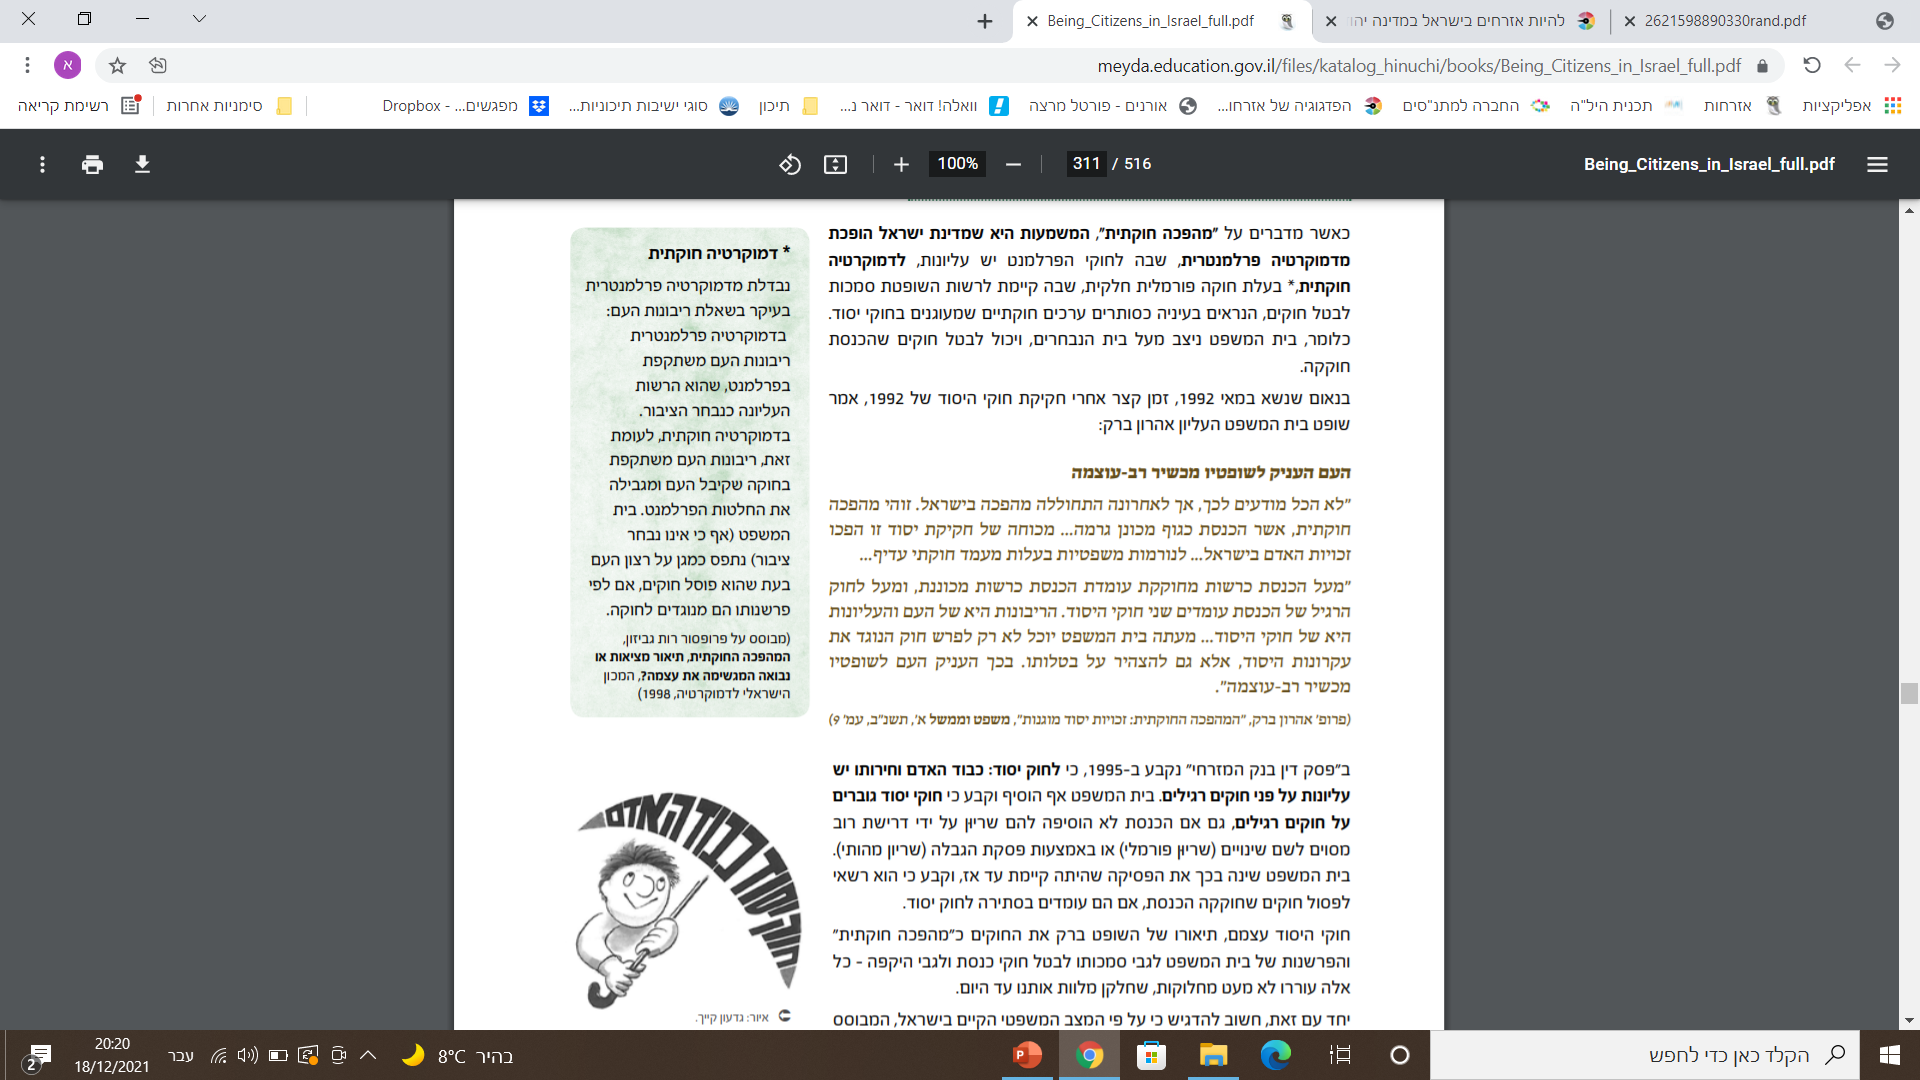 Being_Citizens_in_Israel_full.pdf
להיות אזרחים בישראל במדינה יהו
2621598890330rand.pdf
א
meyda.education.gov.il/files/katalog_hinuchi/books/Being_Citizens_in_Israel_full.pdf
אפליקציות
אזרחות
תכנית היל"ה
החברה למתנ"סים
הפדגוגיה של אזרחו...
אורנים - פורטל מרצה
וואלה! דואר - דואר נ...
תיכון
סוגי ישיבות תיכוניות...
מפגשים... - Dropbox
סימניות אחרות
רשימת קריאה
100%
311 / 516
Being_Citizens_in_Israel_full.pdf
כאשר מדברים על "מהפכה חוקתית", המשמעות היא שמדינת ישראל הופכת
מדמוקרטיה פרלמנטרית, שבה לחוקי הפרלמנט יש עליונות, לדמוקרטיה
חוקתית,* בעלת חוקה פורמלית חלקית, שבה קיימת לרשות השופטת סמכות
לבטל חוקים, הנראים בעיניה כסותרים ערכים חוקתיים שמעוגנים בחוקי יסוד.
כלומר, בית המשפט ניצב מעל בית הנבחרים, ויכול לבטל חוקים שהכנסת
חוקקה.
בנאום שנשא במאי 1992, זמן קצר אחרי חקיקת חוקי היסוד של 1992, אמר
שופט בית המשפט העליון אהרון ברק:
העם העניק לשופטיו מכשיר רב-עוצמה
"לא הכל מודעים לכך, אך לאחרונה התחוללה מהפכה בישראל. זוהי מהפכה
חוקתית, אשר הכנסת כגוף מכונן גרמה... מכוחה של חקיקת יסוד זו הפכו
זכויות האדם בישראל... לנורמות משפטיות בעלות מעמד חוקתי עדיף...
"מעל הכנסת כרשות מחוקקת עומדת הכנסת כרשות מכוננת, ומעל לחוק
הרגיל של הכנסת עומדים שני חוקי היסוד. הריבונות היא של העם והעליונות
היא של חוקי היסוד... מעתה בית המשפט יוכל לא רק לפרש חוק הנוגד את
עקרונות היסוד, אלא גם להצהיר על בטלותו. בכך העניק העם לשופטיו
מכשיר רב-עוצמה".
(פרופ' אהרון ברק, "המהפכה החוקתית: זכויות יסוד מוגנות", משפט וממשל א', תשנ"ב, עמ' 9)
ב"פסק דין בנק המזרחי" נקבע ב-1995, כי לחוק יסוד: כבוד האדם וחירותו יש
עליונות על פני חוקים רגילים. בית המשפט אף הוסיף וקבע כי חוקי יסוד גוברים
על חוקים רגילים, גם אם הכנסת לא הוסיפה להם שריון על ידי דרישת רוב
מסוים לשם שינויים (שריון פורמלי) או באמצעות פסקת הגבלה (שריון מהותי).
בית המשפט שינה בכך את הפסיקה שהיתה קיימת עד אז, וקבע כי הוא רשאי
לפסול חוקים שחוקקה הכנסת, אם הם עומדים בסתירה לחוק יסוד.
חוקי היסוד עצמם, תיאורו של השופט ברק את החוקים כ"מהפכה חוקתית"
והפרשנות של בית המשפט לגבי סמכותו לבטל חוקי כנסת ולגבי היקפה - כל
אלה עוררו לא מעט מחלוקות, שחלקן מלוות אותנו עד היום.
יחד עם זאת, חשוב להדגיש כי על פי המצב המשפטי הקיים בישראל, המבוסס
* דמוקרטיה חוקתית
נבדלת מדמוקרטיה פרלמנטרית
בעיקר בשאלת ריבונות העם:
בדמוקרטיה פרלמנטרית
ריבונות העם משתקפת
בפרלמנט, שהוא הרשות
העליונה כנבחר הציבור.
בדמוקרטיה חוקתית, לעומת
זאת, ריבונות העם משתקפת
בחוקה שקיבל העם ומגבילה
את החלטות הפרלמנט. בית
המשפט (אף כי אינו נבחר
ציבור) נתפס כמגן על רצון העם
בעת שהוא פוסל חוקים, אם לפי
פרשנותו הם מנוגדים לחוקה.
(מבוסס על פרופסור רות גביזון,
המהפכה החוקתית, תיאור מציאות או
נבואה המגשימה את עצמה?, המכון
הישראלי לדמוקרטיה, 1998)
חוק יסוד כבוד האדם
איור: גדעון קייך.
הקלד כאן כדי לחפש
8°C בהיר
עבר
20:20
18/12/2021
2